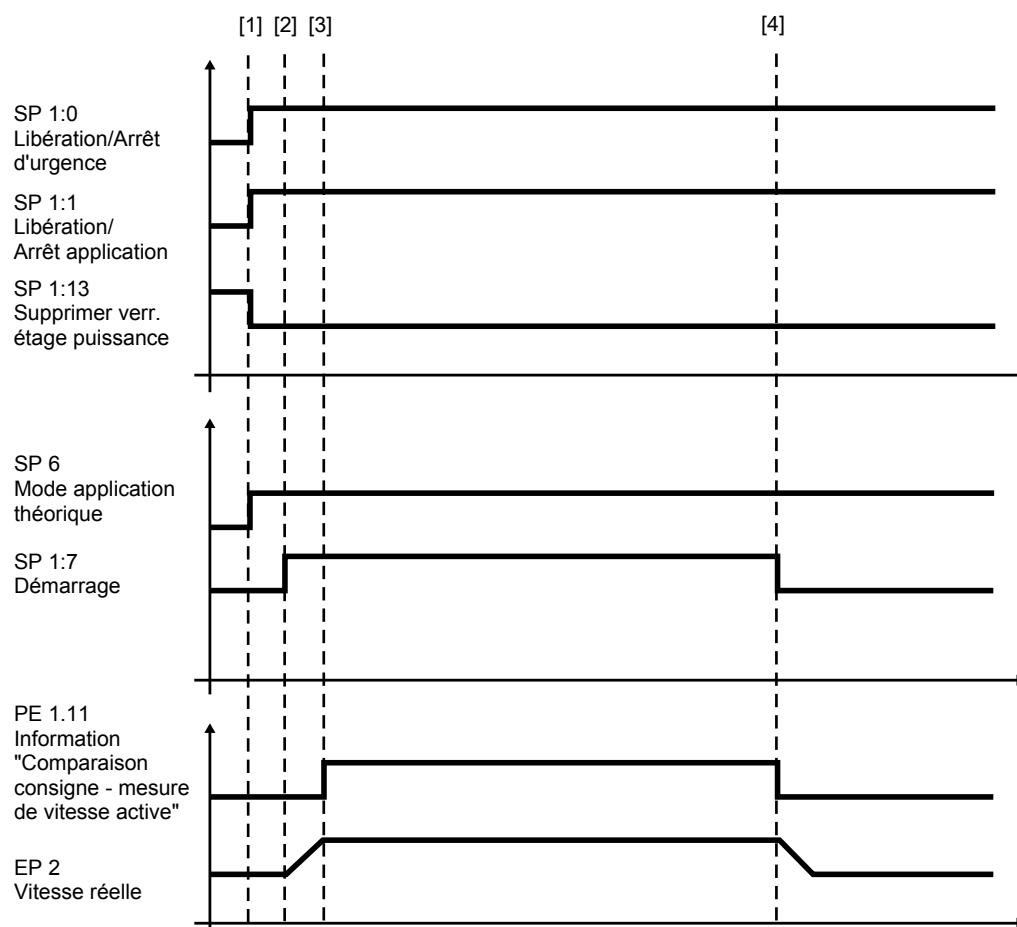 [1] [2] [3] [4]
SP 1:0
Libération/Arrêt
d'urgence
SP 1:1
Libération/
Arrêt application
SP 1:13
Supprimer verr.
étage puissance
SP 6
Mode application
théorique
SP 1:7
Démarrage
PE 1.11
Information
"Comparaison
consigne - mesure
de vitesse active"
EP 2
Vitesse réelle